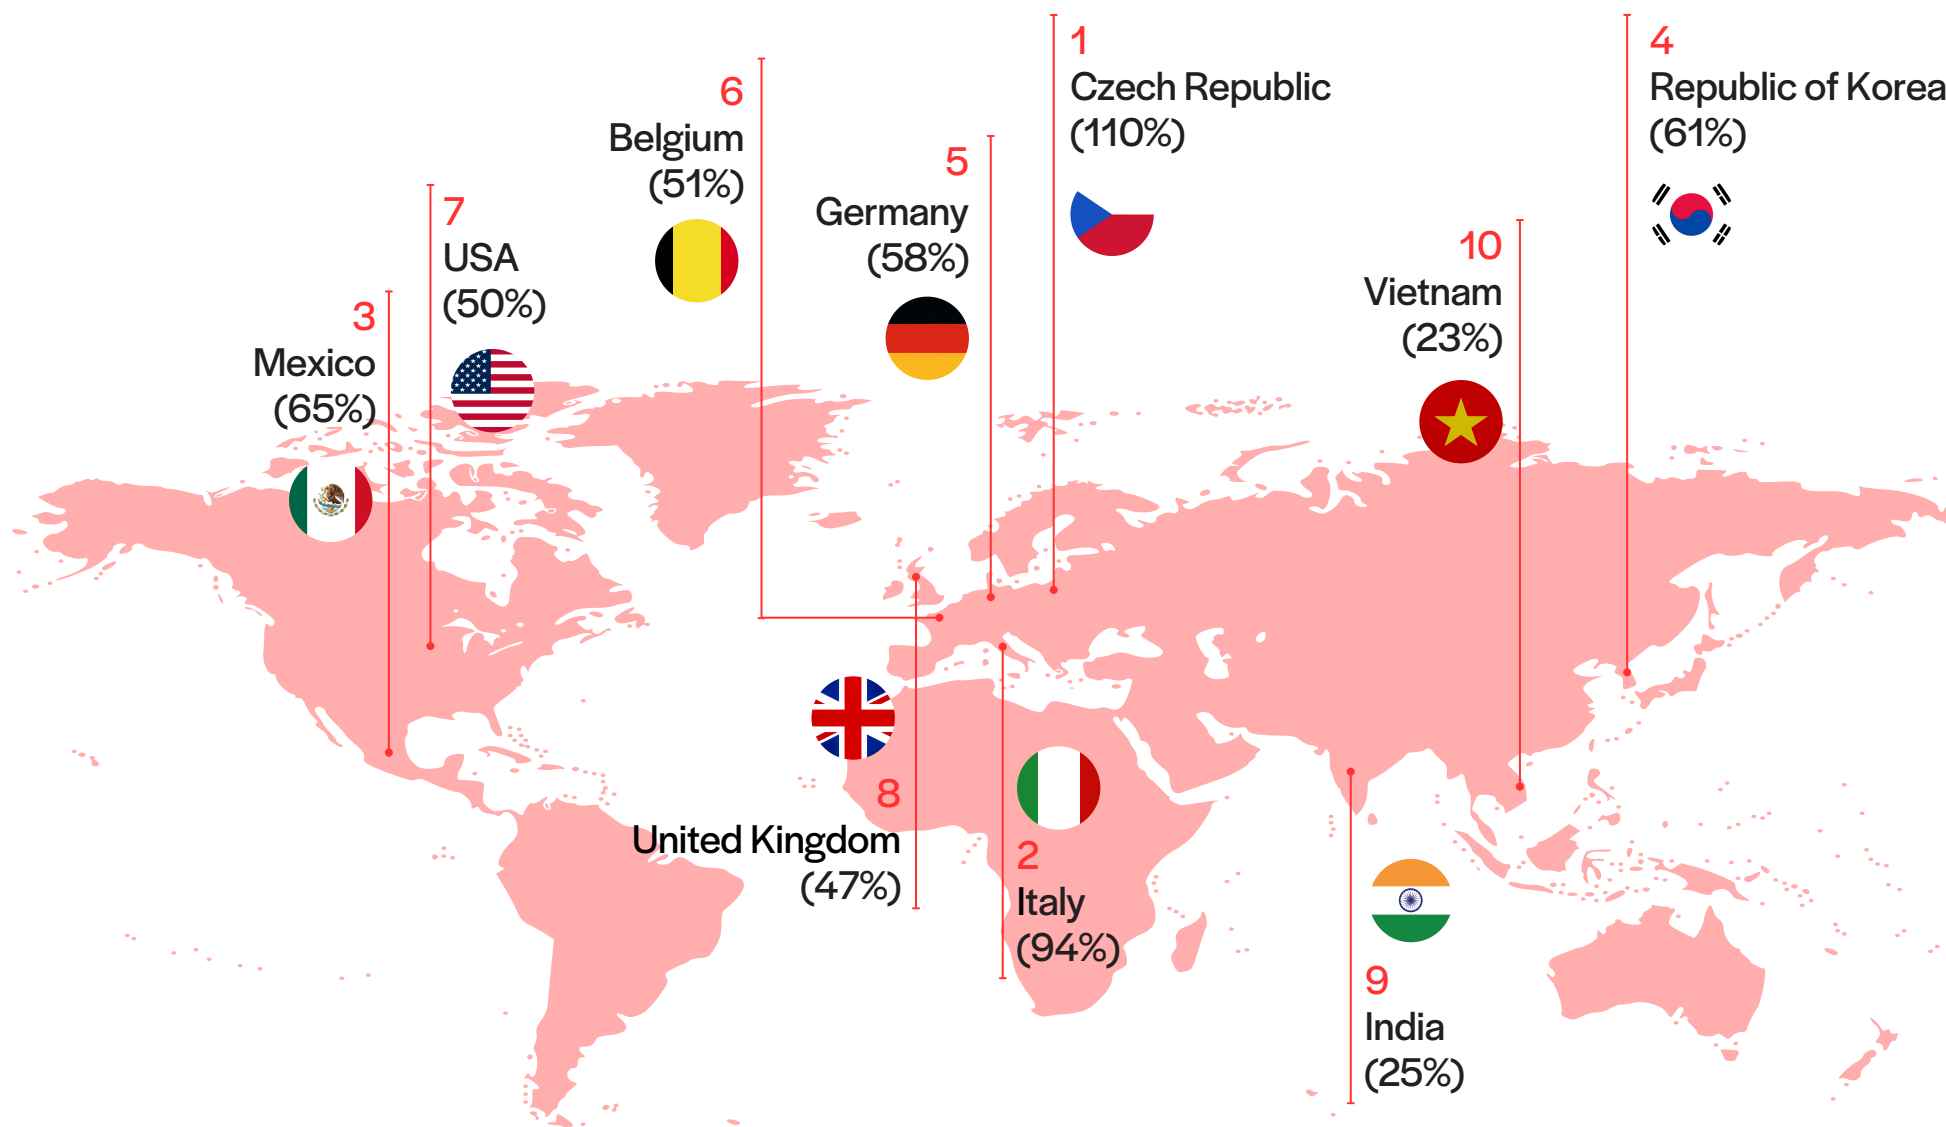 1
Czech Republic
(110%)
4
Republic of Korea
(61%)
6
Belgium
(51%)
5
Germany
(58%)
7
USA
(50%)
10
Vietnam
(23%)
3
Mexico
(65%)
8
United Kingdom
(47%)
2
Italy
(94%)
9
India
(25%)